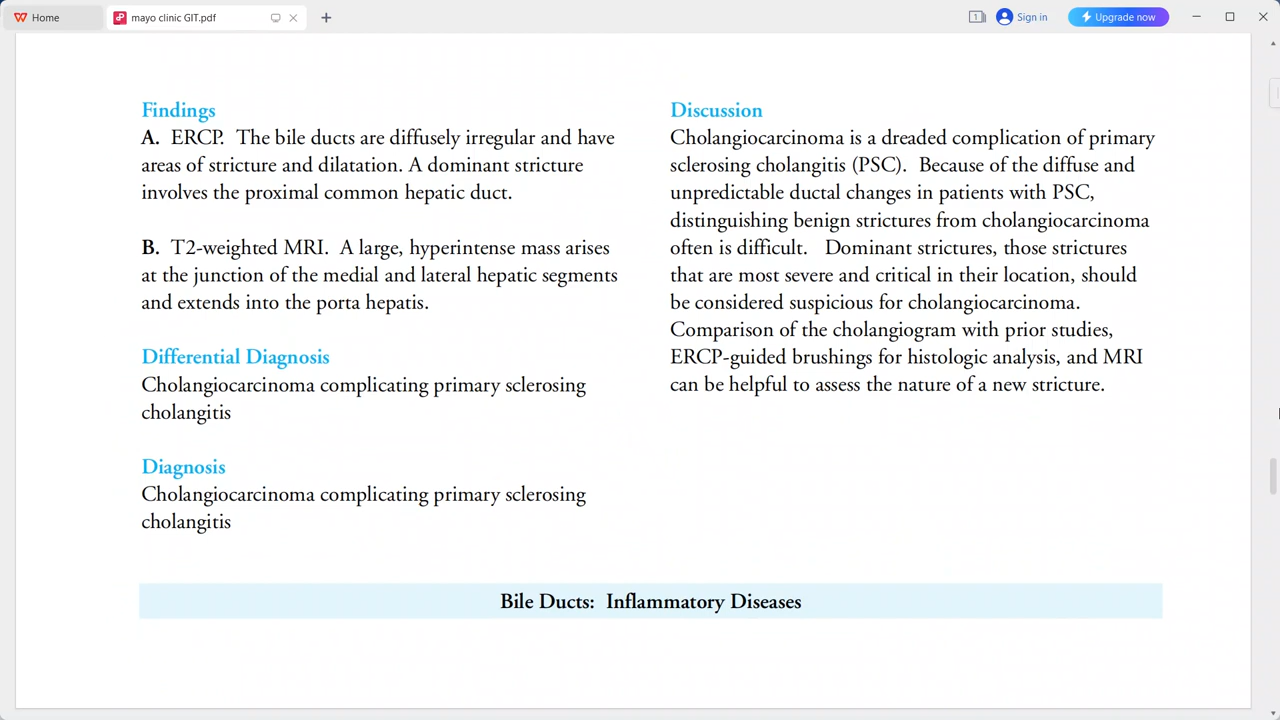 Home
mayo clinic GIT.pdf
1
Sign in
Upgrade now
Findings
A. ERCP. The bile ducts are diffusely irregular and have
areas of stricture and dilatation. A dominant stricture
involves the proximal common hepatic duct.
B. T2-weighted MRI. A large, hyperintense mass arises
at the junction of the medial and lateral hepatic segments
and extends into the porta hepatis.
Differential Diagnosis
Cholangiocarcinoma complicating primary sclerosing
cholangitis
Diagnosis
Cholangiocarcinoma complicating primary sclerosing
cholangitis
Discussion
Cholangiocarcinoma is a dreaded complication of primary
sclerosing cholangitis (PSC). Because of the diffuse and
unpredictable ductal changes in patients with PSC,
distinguishing benign strictures from cholangiocarcinoma
often is difficult. Dominant strictures, those strictures
that are most severe and critical in their location, should
be considered suspicious for cholangiocarcinoma.
Comparison of the cholangiogram with prior studies,
ERCP-guided brushings for histologic analysis, and MRI
can be helpful to assess the nature of a new stricture.
Bile Ducts: Inflammatory Diseases